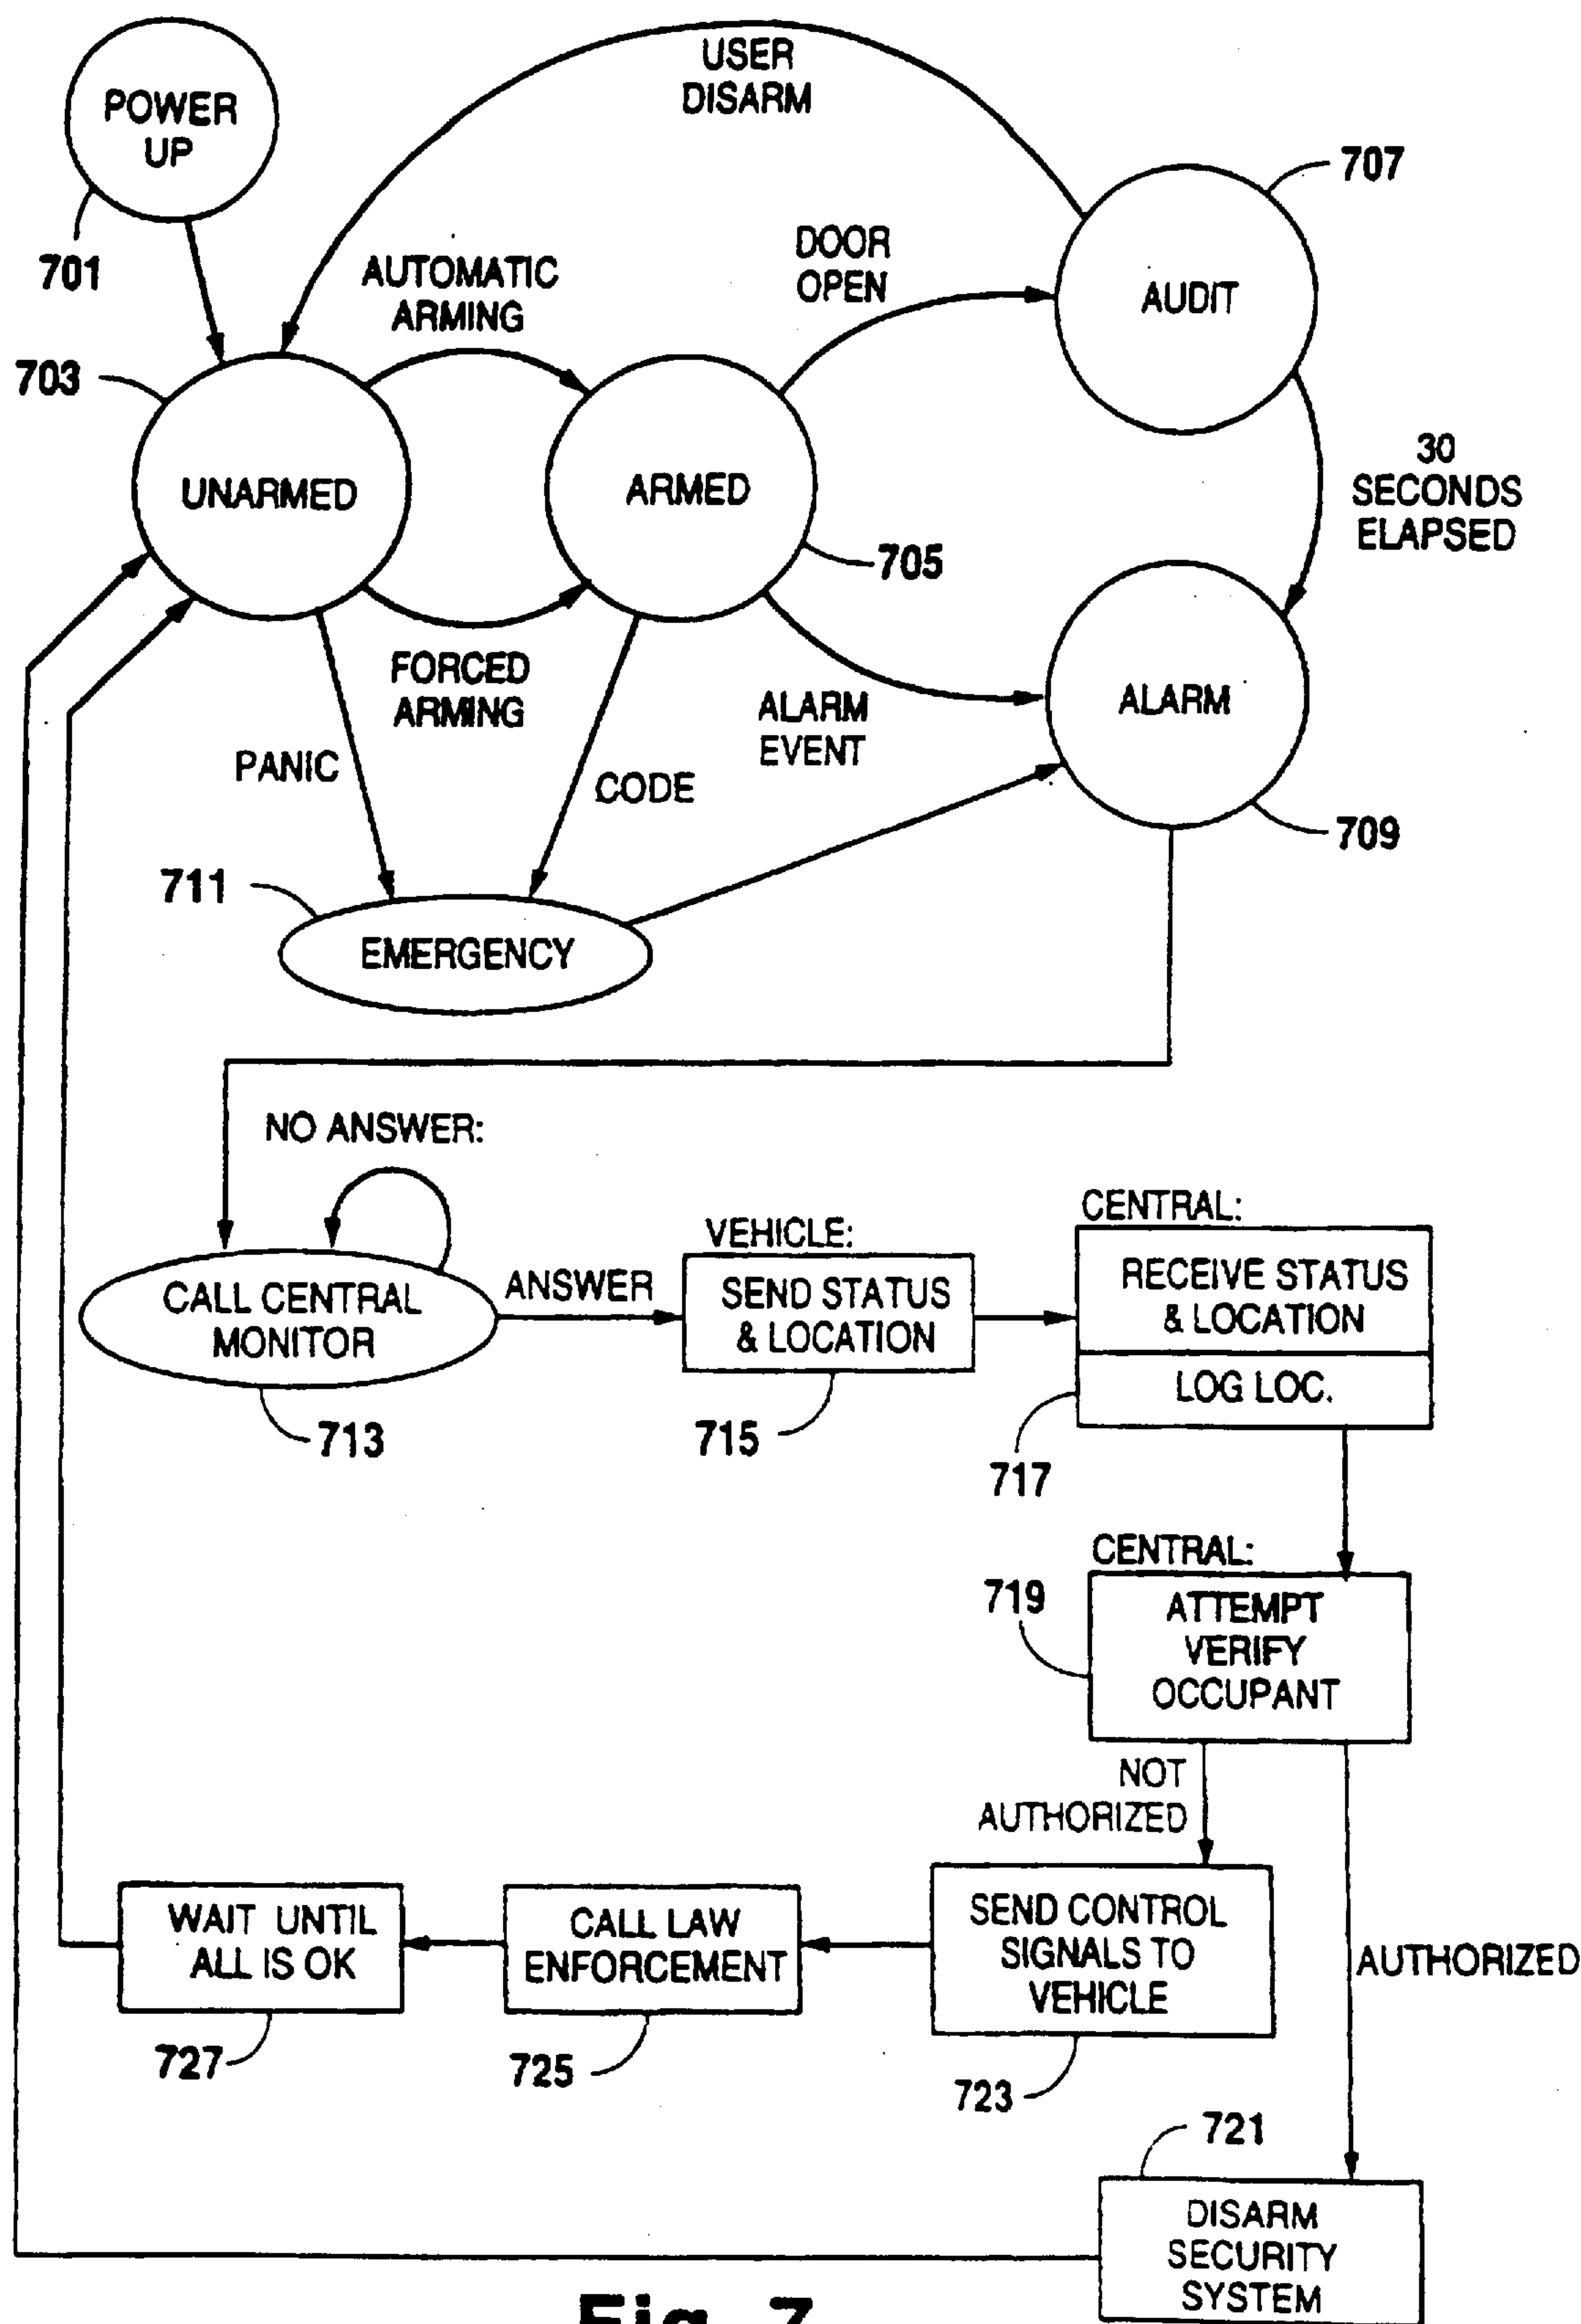 USER
DISARM
POWER
UP
701
707
DOOR
OPEN
AUTOMATIC
ARMING
AUDIT
703
30
SECONDS
ELAPSED
UNARMED
ARMED
705
FORCED
ARMING
ALARM
EVENT
ALARM
PANIC
CODE
709
711
EMERGENCY
NO ANSWER:
CENTRAL:
VEHICLE:
RECEIVE STATUS
& LOCATION
LOG LOC.
CALL CENTRAL
MONITOR
ANSWER
SEND STATUS
& LOCATION
713
715
717
CENTRAL:
719
ATTEMPT
VERIFY
OCCUPANT
NOT
AUTHORIZED
AUTHORIZED
WAIT UNTIL
ALL IS OK
CALL LAW
ENFORCEMENT
SEND CONTROL
SIGNALS TO
VEHICLE
727
725
723
721
DISARM
SECURITY
SYSTEM
Fig. 7